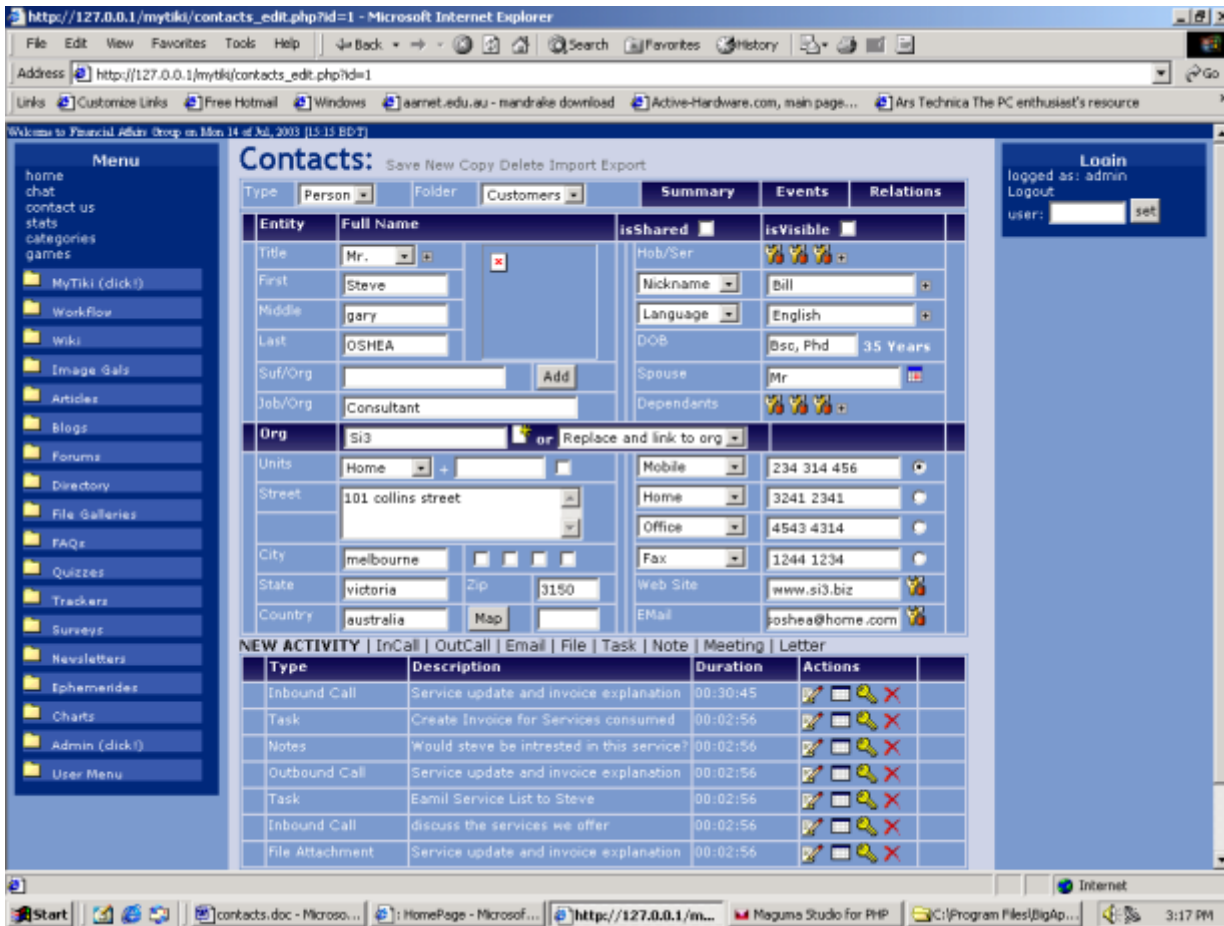 http://127.0.0.1/mytiki/contacts_edit.php?id=1 - Microsoft Internet Explorer
File Edit View Favorites Tools Help Back Search Favorites History
Address http://127.0.0.1/mytiki/contacts_edit.php?id=1 Go
Links Customize Links Free Hotmail Windows aarnet.edu.au - mandrake download Active-Hardware.com, main page... Ars Technica The PC enthusiast's resource
Welcome to Financial Affairs Group on Mon 14 of Jul, 2003 [15:15 BDT]
Menu
home
chat
contact us
stats
categories
games
MyTiki (click!)
Workflow
Wiki
Image Gals
Articles
Blogs
Forums
Directory
File Galleries
FAQs
Quizzes
Trackers
Surveys
Newsletters
Ephemerides
Charts
Admin (click!)
User Menu
Contacts: Save New Copy Delete Import Export
Type Person Folder Customers Summary Events Relations
Entity Full Name isShared isVisible
Title Mr. Hob/Ser
First Steve Nickname Bill
Middle gary Language English
Last OSHEA DOB Bsc, Phd 35 Years
Suf/Org Add Spouse Mr
Job/Org Consultant Dependants
Org Si3 or Replace and link to org
Units Home + Mobile 234 314 456
Street 101 collins street Home 3241 2341
Office 4543 4314
City melbourne Fax 1244 1234
State victoria Zip 3150 Web Site www.si3.biz
Country australia Map EMail oshea@home.com
NEW ACTIVITY | InCall | OutCall | Email | File | Task | Note | Meeting | Letter
Type Description Duration Actions
Inbound Call Service update and invoice explanation 00:30:45
Task Create Invoice for Services consumed 00:02:56
Notes Would steve be intrested in this service? 00:02:56
Outbound Call Service update and invoice explanation 00:02:56
Task Eamil Service List to Steve 00:02:56
Inbound Call discuss the services we offer 00:02:56
File Attachment Service update and invoice explanation 00:02:56
Login
logged as: admin
Logout
user: set
Internet
Start contacts.doc - Microso... : HomePage - Microsof... http://127.0.0.1/m... Maguma Studio for PHP C:\Program Files\BigAp... 3:17 PM